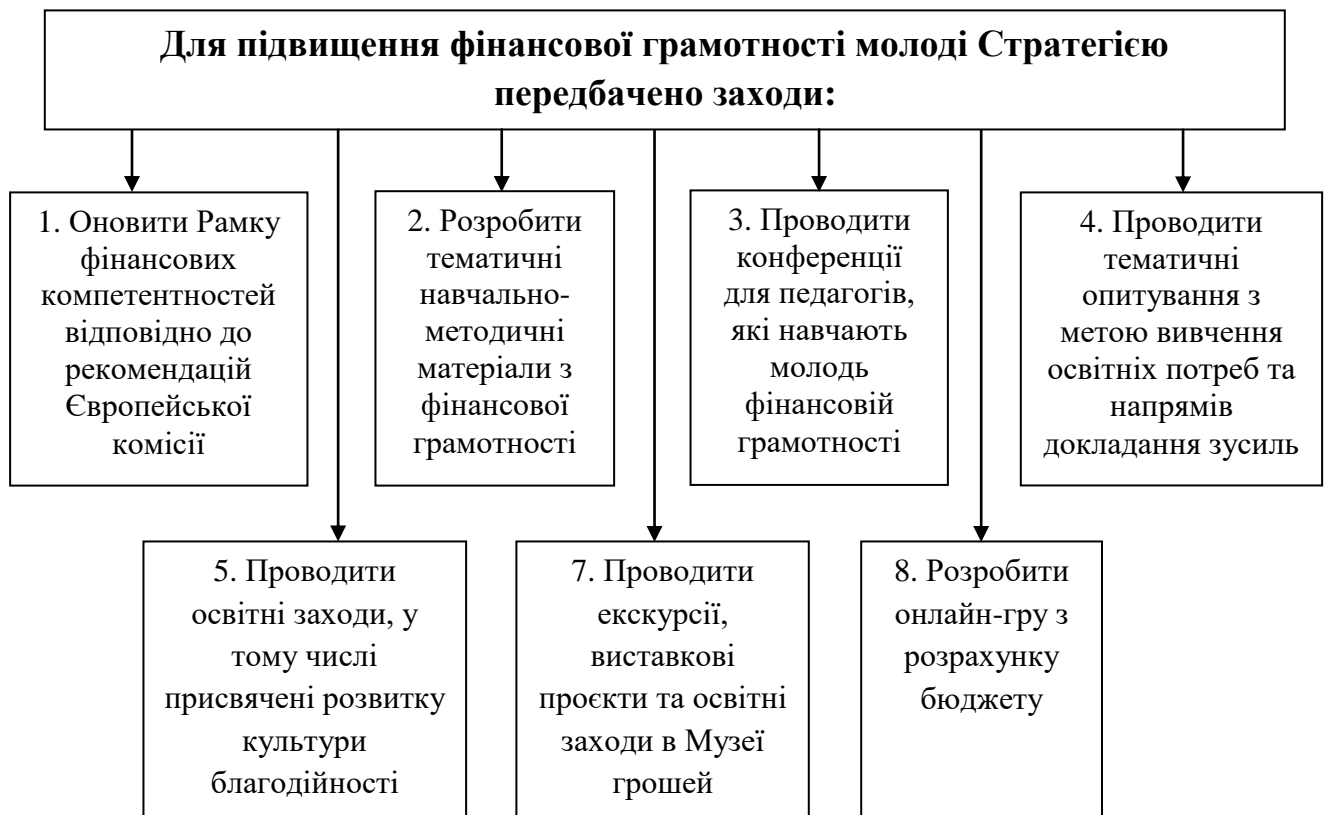 Для підвищення фінансової грамотності молоді Стратегією
передбачено заходи:
1. Оновити Рамку
фінансових
компетентностей
відповідно до
рекомендацій
Європейської
комісії
2. Розробити
тематичні
навчально-
методичні
матеріали з
фінансової
грамотності
3. Проводити
конференції
для педагогів,
які навчають
молодь
фінансовій
грамотності
4. Проводити
тематичні
опитування з
метою вивчення
освітніх потреб та
напрямів
докладання зусиль
5. Проводити
освітні заходи, у
тому числі
присвячені розвитку
культури
благодійності
7. Проводити
екскурсії,
виставкові
проєкти та освітні
заходи в Музеї
грошей
8. Розробити
онлайн-гру з
розрахунку
бюджету